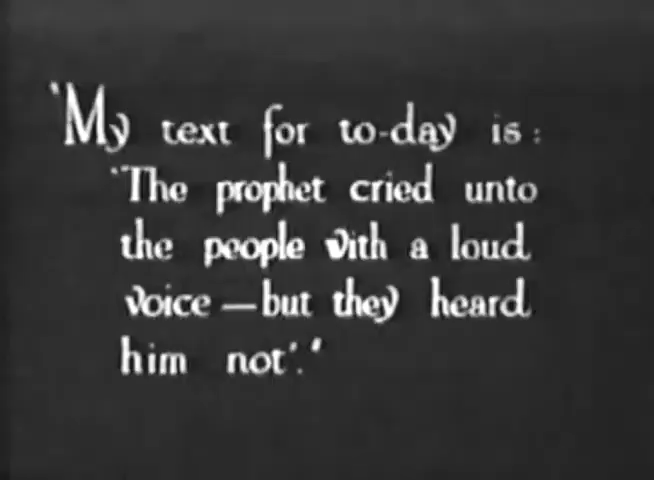 'My text for to-day is:
"The prophet cried unto
the people with a loud
voice—but they heard
him not'."